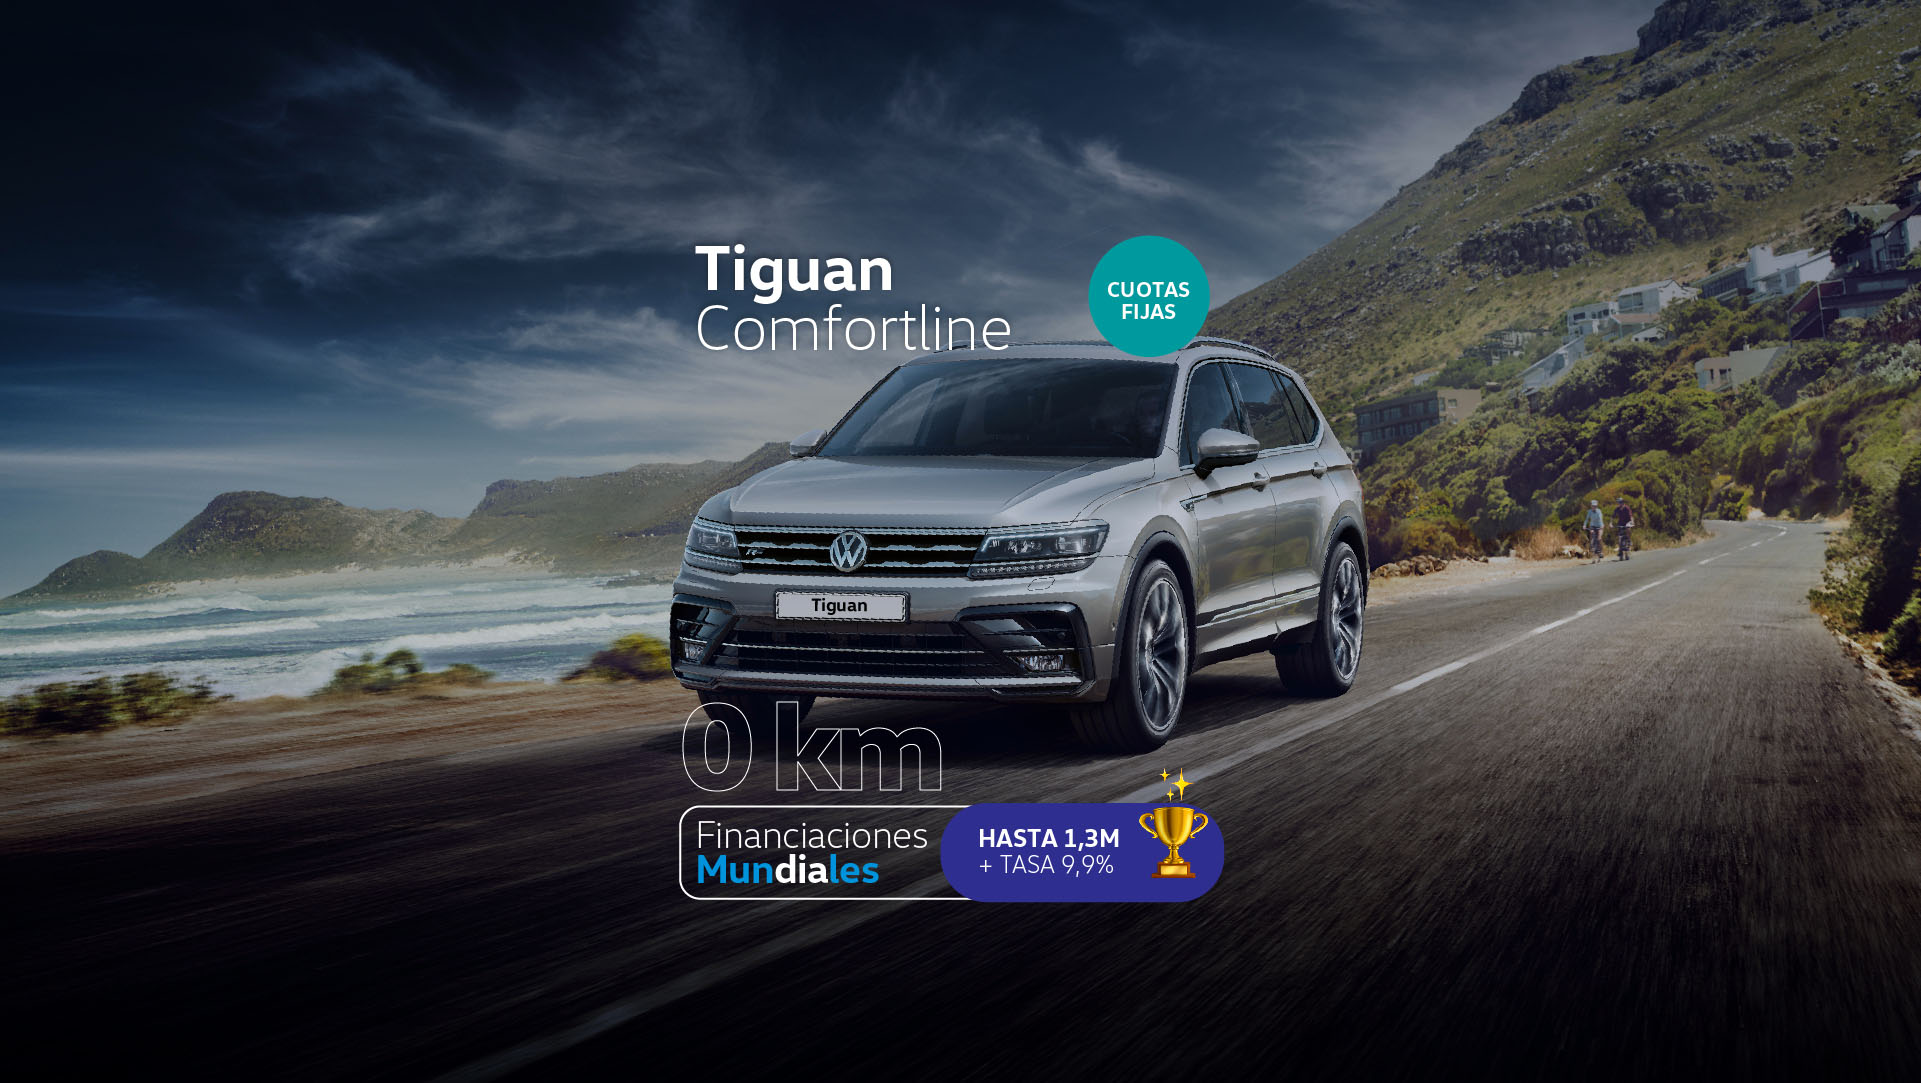 Tiguan
Comfortline
CUOTAS
FIJAS
R
Tiguan
0 km
Financiaciones
Mundiales
HASTA 1,3M
+ TASA 9,9%